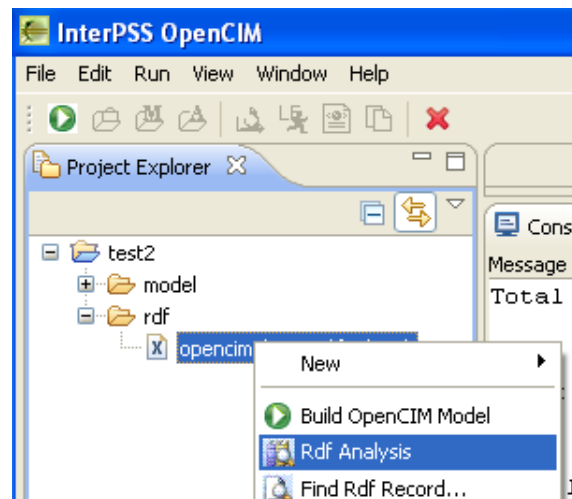 InterPSS OpenCIM
File Edit Run View Window Help
Project Explorer
Cons
test2
Message
model
Total
rdf
opencim
New
Build OpenCIM Model
Rdf Analysis
Find Rdf Record...